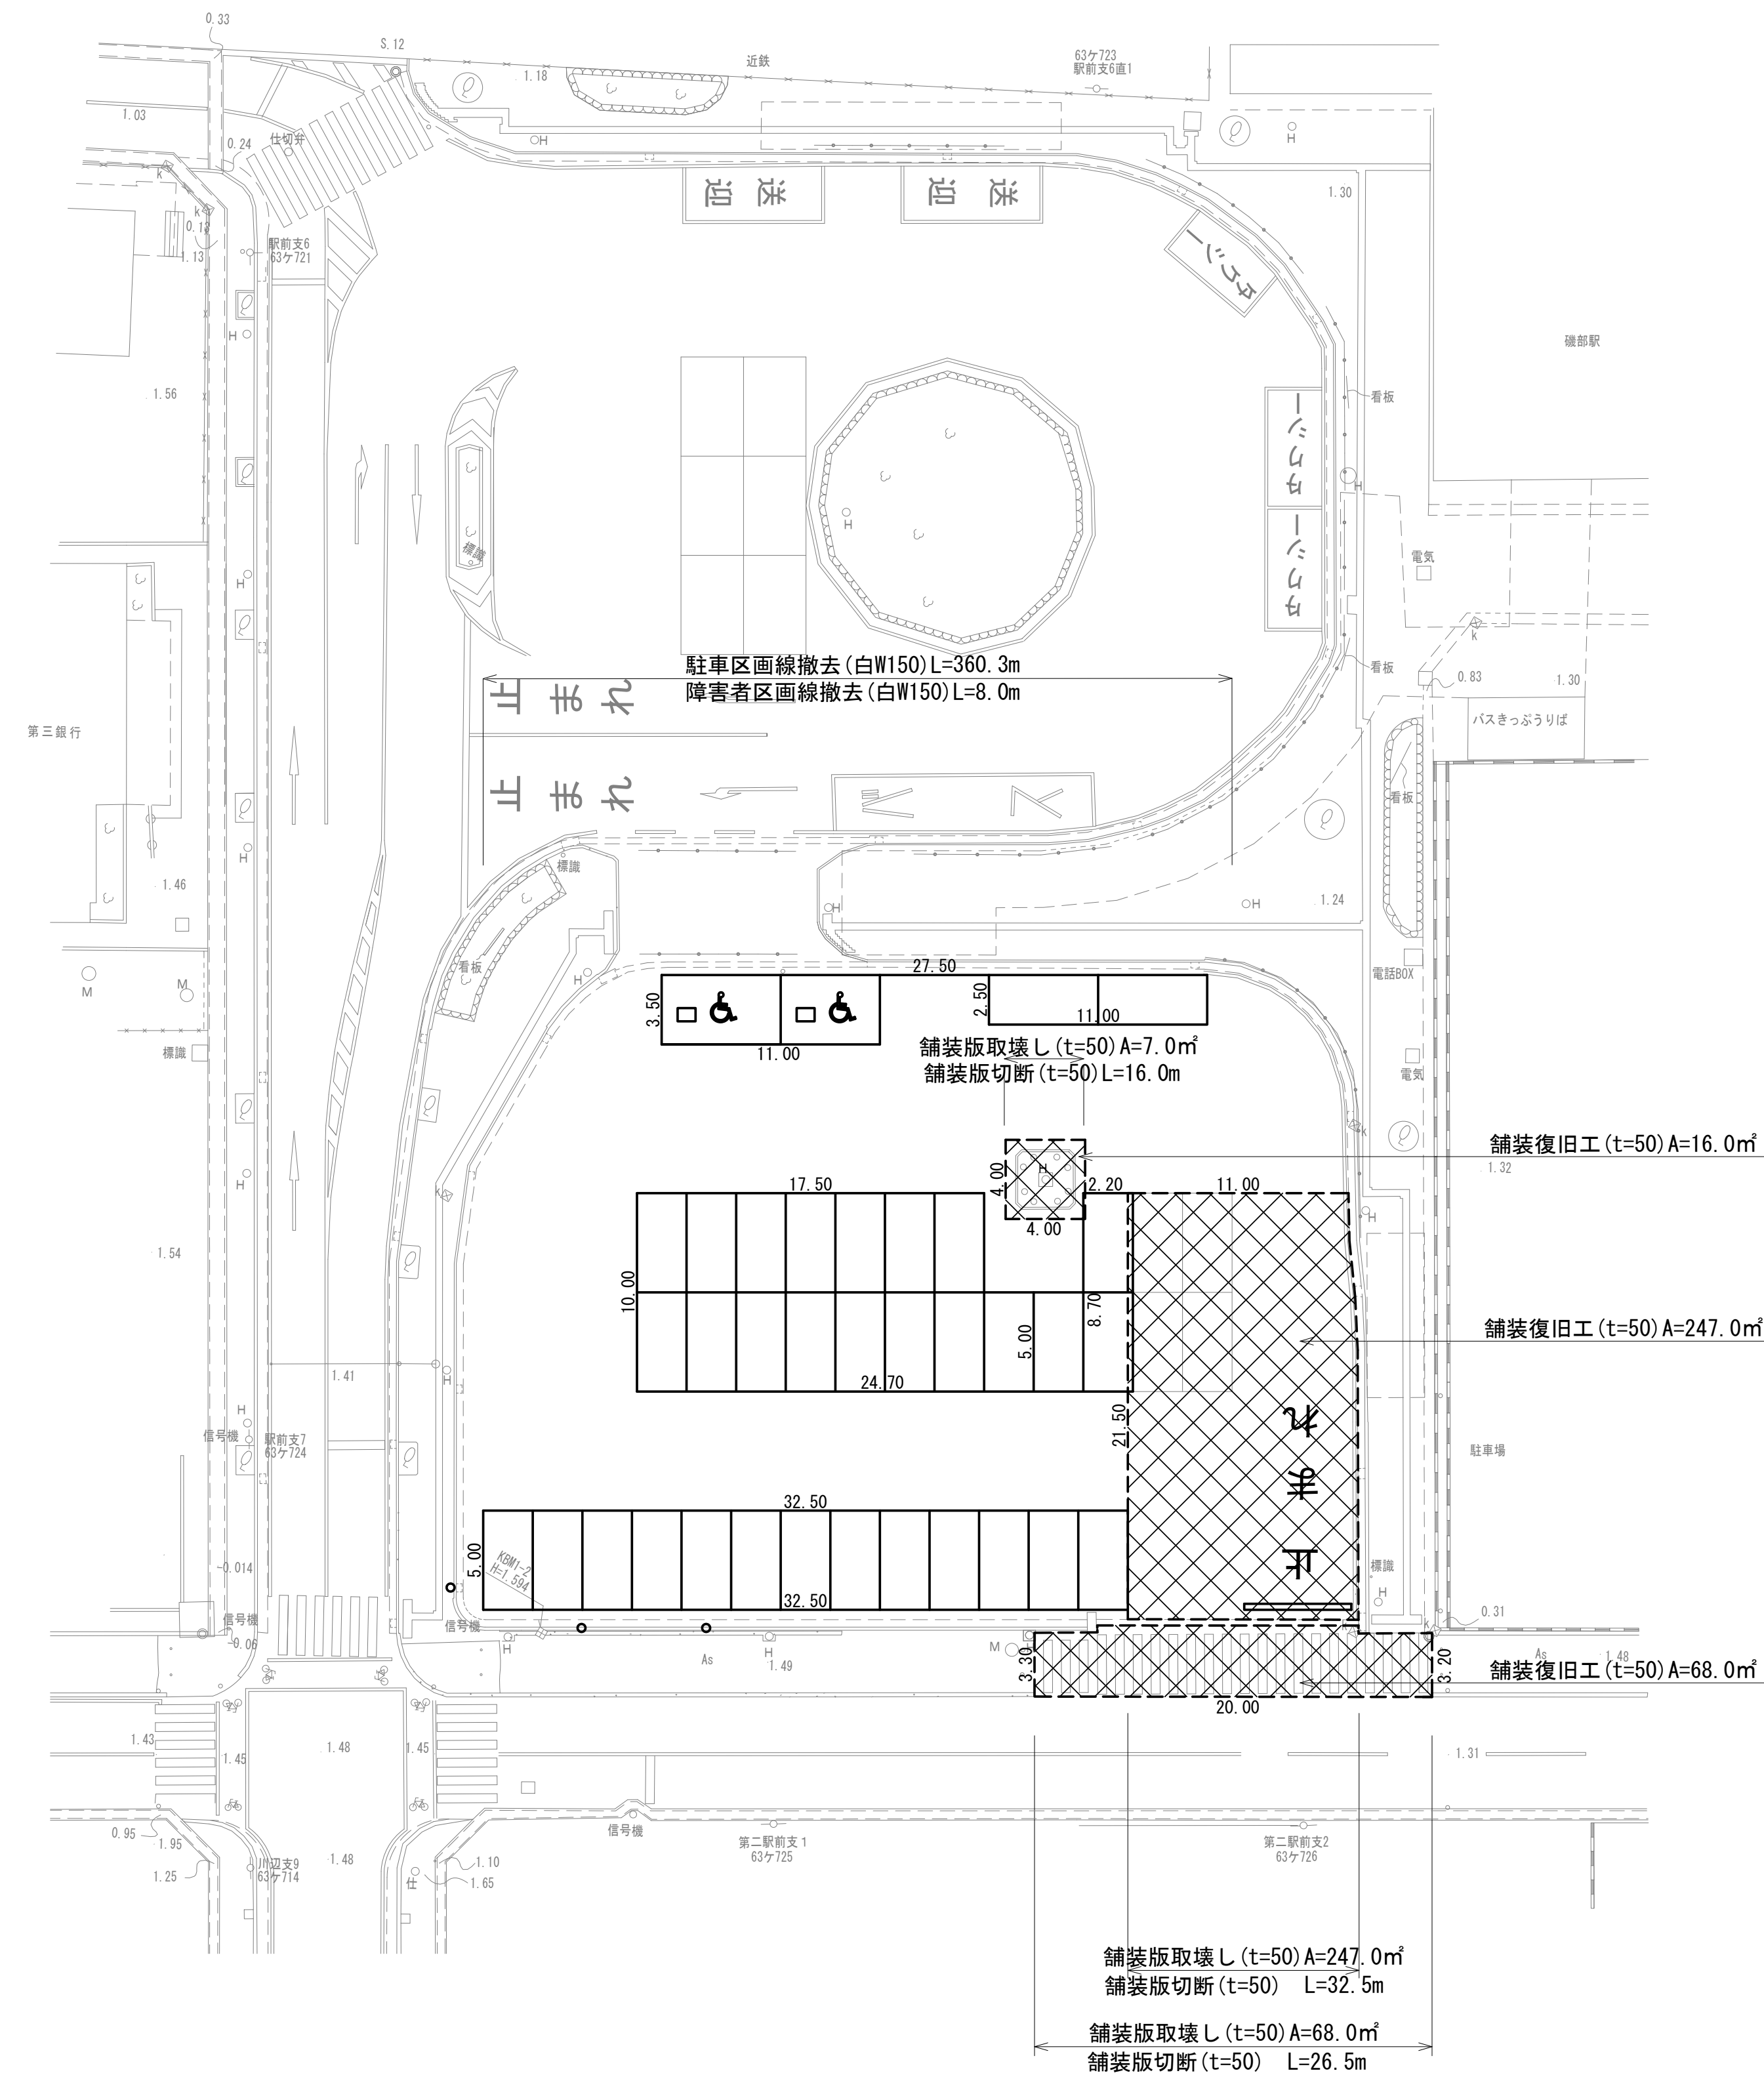 0.33
S.12
近鉄
63ケ723
駅前支6直1
1.18
1.03
0.24
仕切弁
H
H
k
k
迎 送
迎 送
1.30
0.13
1.13
駅前支6
63ケ721
タクシー
H
磯部駅
1.56
看板
タクシー
H
H
標識
タクシー
電気
H
k
看板
0.83
1.30
駐車区画線撤去(白W150)L=360.3m
障害者区画線撤去(白W150)L=8.0m
止まれ
バスきっぷうりば
第三銀行
止まれ
バス
看板
H
標識
1.46
H
H
1.24
看板
M
M
H
27.50
電話BOX
3.50
2.50
11.00
11.00
標識
舗装版取壊し(t=50)A=7.0㎡
舗装版切断(t=50)L=16.0m
電気
k
舗装復旧工(t=50)A=16.0㎡
H
4.00
H
1.32
k
17.50
2.20
11.00
4.00
H
1.54
10.00
8.70
舗装復旧工(t=50)A=247.0㎡
5.00
1.41
H
24.70
H
21.50
止まれ
信号機
駅前支7
63ケ724
駐車場
32.50
5.00
KBM1-2
H=1.594
-0.014
標識
H
32.50
信号機
信号機
0.31
-0.06
k
k
H
H
M
As
1.49
3.30
3.20
As
1.48
舗装復旧工(t=50)A=68.0㎡
20.00
1.43
1.45
1.48
1.45
1.31
0.95
1.95
信号機
第二駅前支1
63ケ725
第二駅前支2
63ケ726
1.25
川辺支9
63ケ714
1.48
1.10
仕
1.65
舗装版取壊し(t=50)A=247.0㎡
舗装版切断(t=50) L=32.5m
舗装版取壊し(t=50)A=68.0㎡
舗装版切断(t=50) L=26.5m